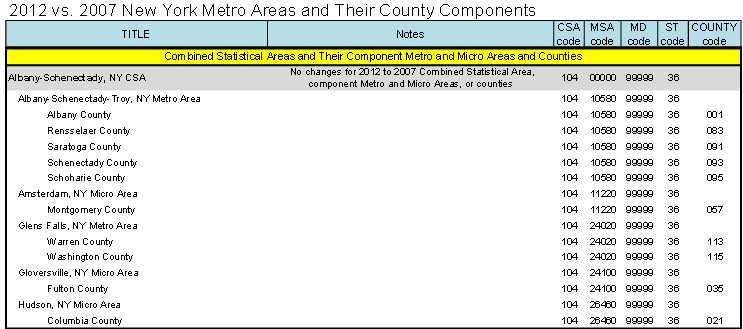 2012 vs. 2007 New York Metro Areas and Their County Components
TITLE Notes CSA code MSA code MD code ST code COUNTY code
Combined Statistical Areas and Their Component Metro and Micro Areas and Counties
Albany-Schenectady, NY CSA No changes for 2012 to 2007 Combined Statistical Area, component Metro and Micro Areas, or counties 104 00000 99999 36
Albany-Schenectady-Troy, NY Metro Area 104 10580 99999 36
Albany County 104 10580 99999 36 001
Rensselaer County 104 10580 99999 36 083
Saratoga County 104 10580 99999 36 091
Schenectady County 104 10580 99999 36 093
Schoharie County 104 10580 99999 36 095
Amsterdam, NY Micro Area 104 11220 99999 36
Montgomery County 104 11220 99999 36 057
Glens Falls, NY Metro Area 104 24020 99999 36
Warren County 104 24020 99999 36 113
Washington County 104 24020 99999 36 115
Gloversville, NY Micro Area 104 24100 99999 36
Fulton County 104 24100 99999 36 035
Hudson, NY Micro Area 104 26460 99999 36
Columbia County 104 26460 99999 36 021